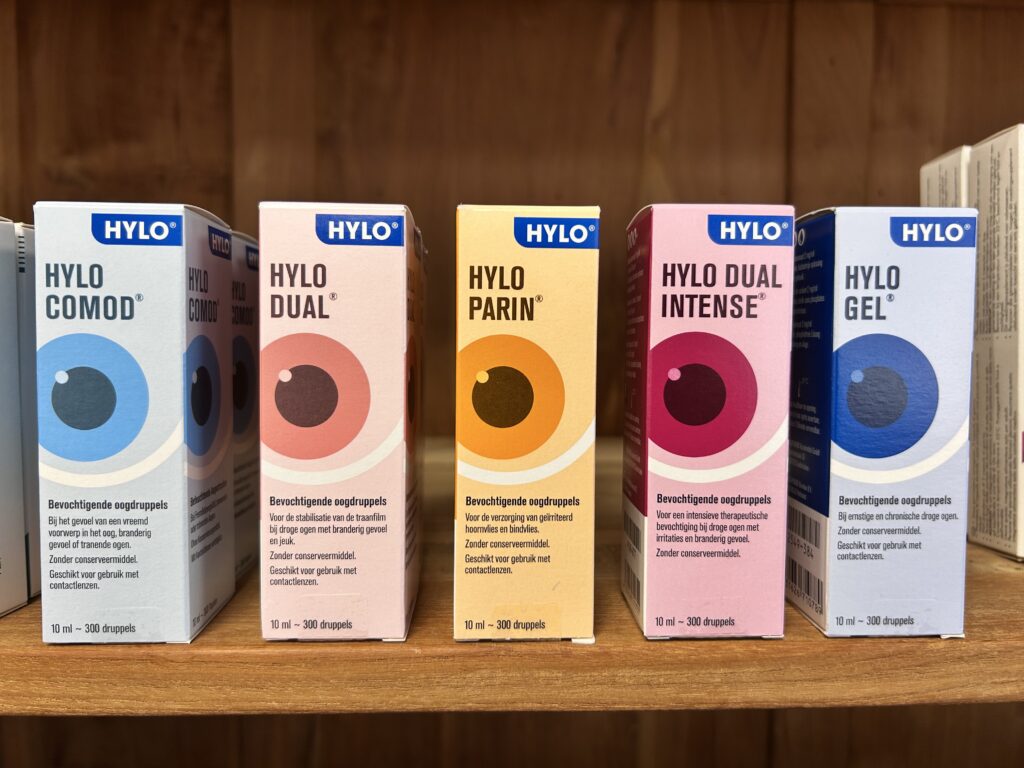 HYLO®
HYLO
COMOD®
Bevochtigende oogdruppels
Bij het gevoel van een vreemd
voorwerp in het oog, branderig
gevoel of tranende ogen.
Zonder conserveermiddel.
Geschikt voor gebruik met
contactlenzen.
10 ml ~ 300 druppels
HYLO
HYLO
COMOD®
HYLO®
HYLO
DUAL®
Bevochtigende oogdruppels
Voor de stabilisatie van de traanfilm
bij droge ogen met branderig gevoel
en jeuk.
Zonder conserveermiddel.
Geschikt voor gebruik met
contactlenzen.
10 ml ~ 300 druppels
HYLO®
HYLO
PARIN®
Bevochtigende oogdruppels
Voor de verzorging van geïrriteerd
hoornvlies en bindvlies.
Zonder conserveermiddel.
Geschikt voor gebruik met
contactlenzen.
10 ml ~ 300 druppels
HYLO®
HYLO DUAL
INTENSE®
Bevochtigende oogdruppels
Voor een intensieve therapeutische
bevochtiging bij droge ogen met
irritaties en branderig gevoel.
Zonder conserveermiddel.
10 ml ~ 300 druppels
HYLO®
HYLO
GEL®
Bevochtigende oogdruppels
Bij ernstige en chronische droge ogen.
Zonder conserveermiddel.
Geschikt voor gebruik met
contactlenzen.
10 ml ~ 300 druppels